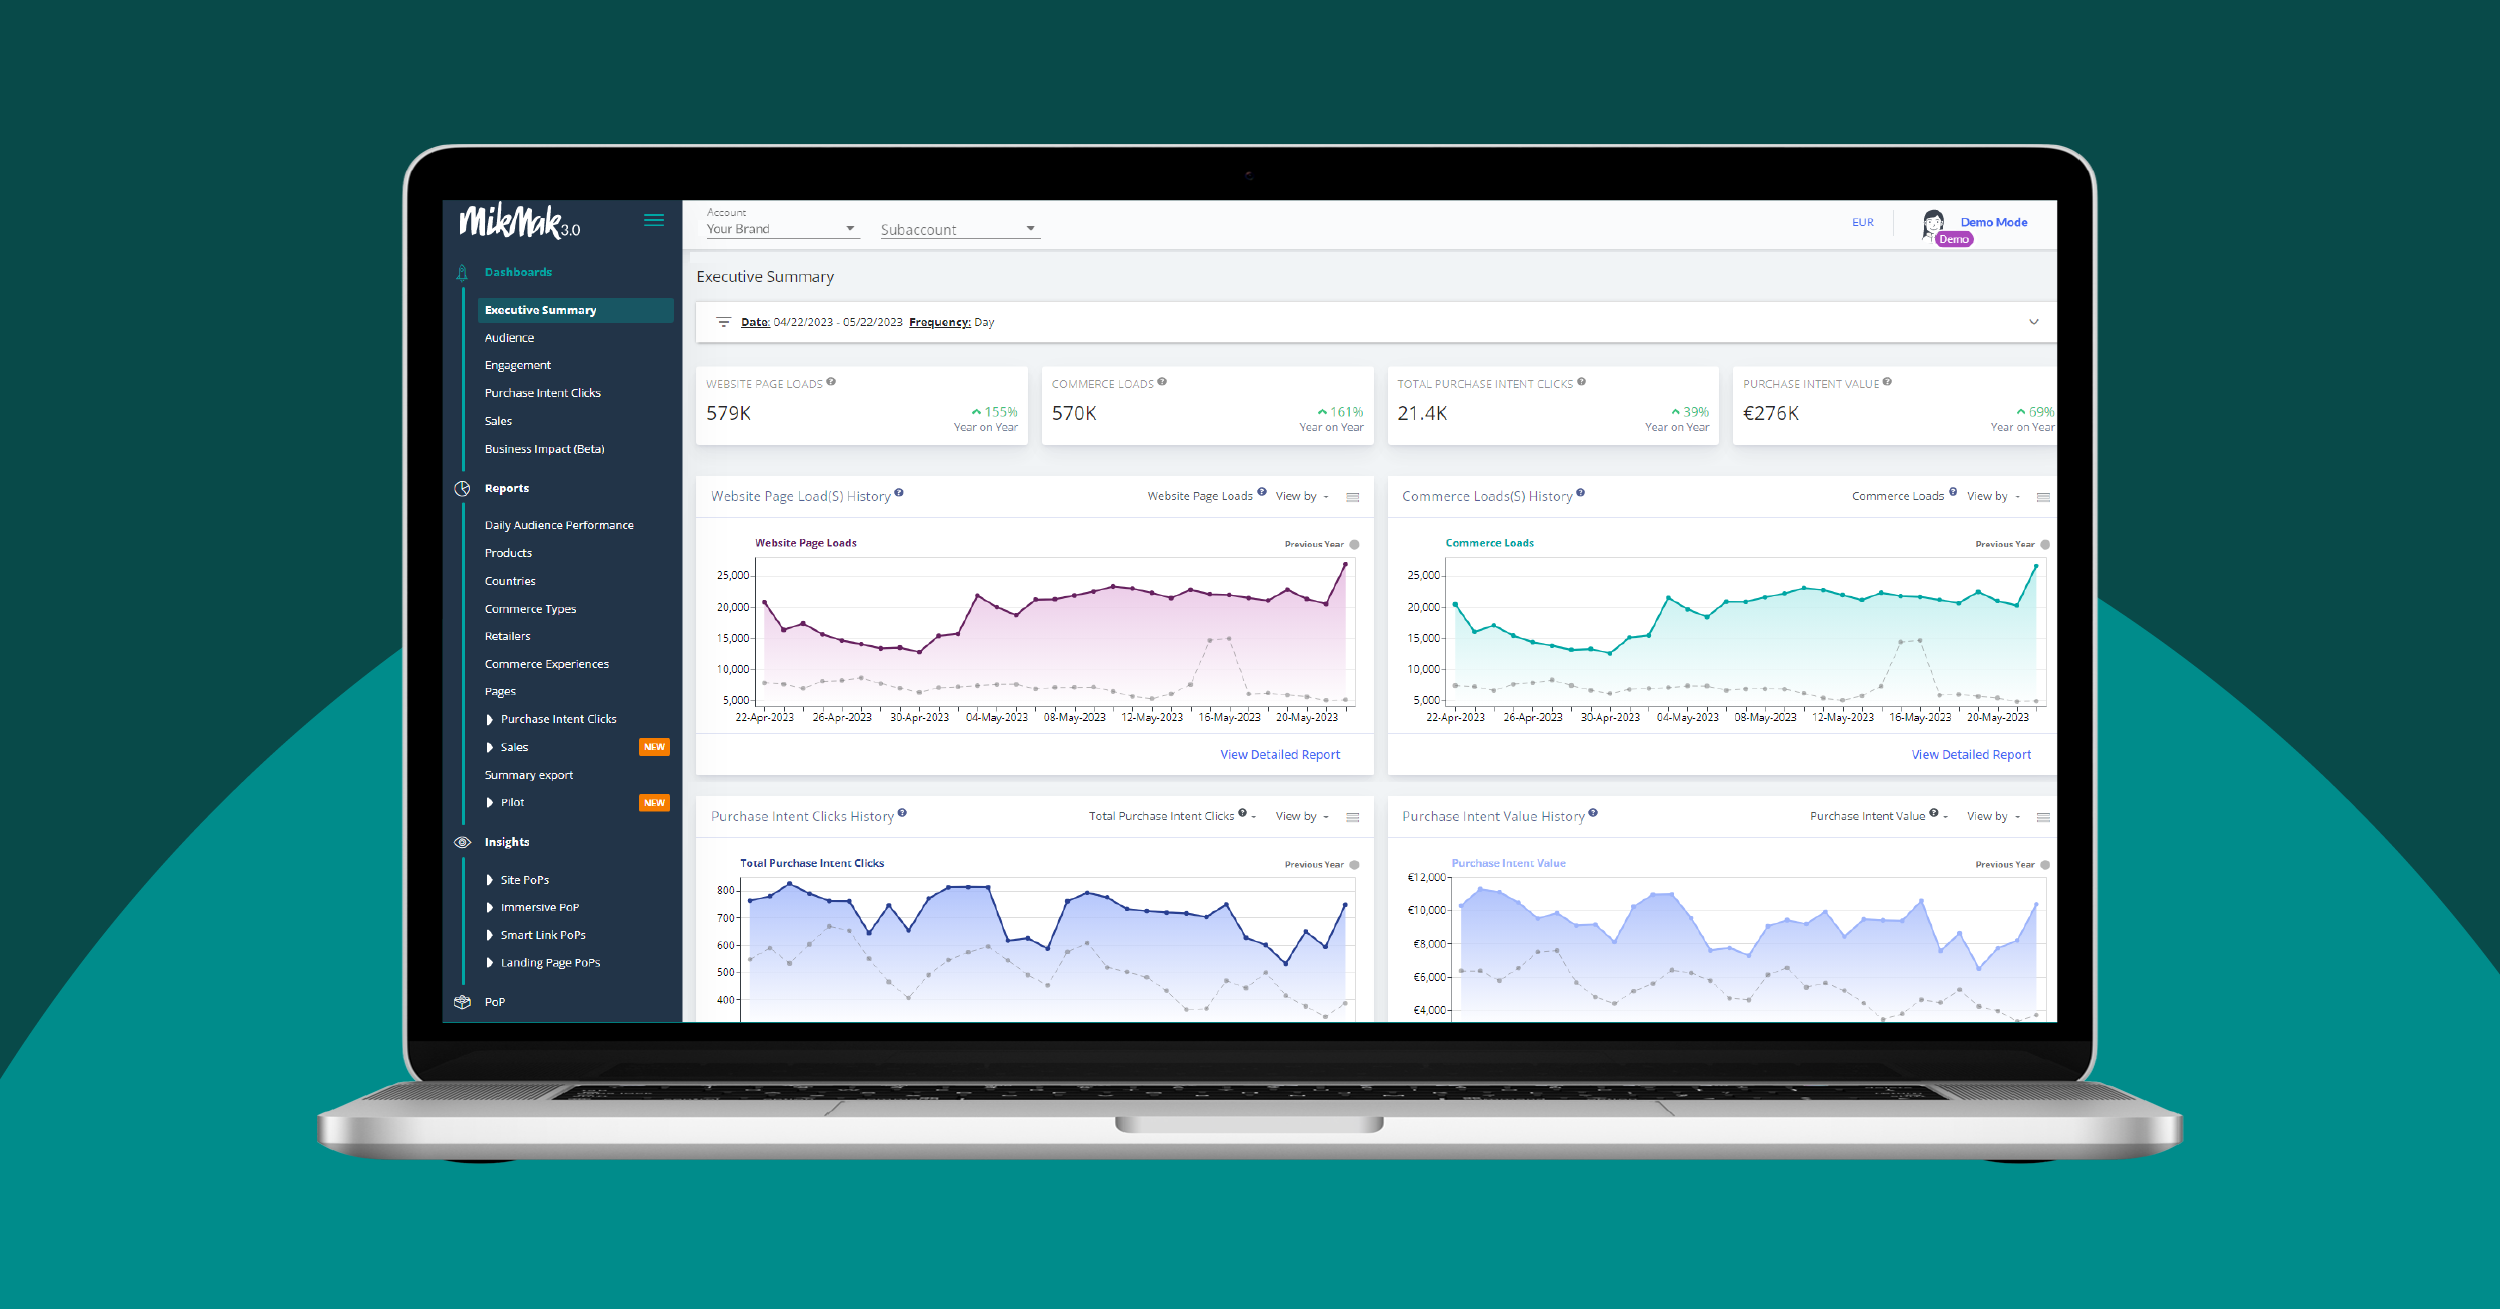 MikMak 3.0
Account
Your Brand
Subaccount
EUR
Demo Mode
Demo
Dashboards
Executive Summary
Audience
Engagement
Purchase Intent Clicks
Sales
Business Impact (Beta)
Reports
Daily Audience Performance
Products
Countries
Commerce Types
Retailers
Commerce Experiences
Pages
Purchase Intent Clicks
Sales NEW
Summary export
Pilot NEW
Insights
Site PoPs
Immersive PoP
Smart Link PoPs
Landing Page PoPs
PoP
Executive Summary
Date: 04/22/2023 - 05/22/2023 Frequency: Day
WEBSITE PAGE LOADS
579K
155%
Year on Year
COMMERCE LOADS
570K
161%
Year on Year
TOTAL PURCHASE INTENT CLICKS
21.4K
39%
Year on Year
PURCHASE INTENT VALUE
€276K
69%
Year on Year
Website Page Load(S) History
Website Page Loads View by
Website Page Loads
Previous Year
25,000
20,000
15,000
10,000
5,000
22-Apr-2023 26-Apr-2023 30-Apr-2023 04-May-2023 08-May-2023 12-May-2023 16-May-2023 20-May-2023
View Detailed Report
Commerce Loads(S) History
Commerce Loads View by
Commerce Loads
Previous Year
25,000
20,000
15,000
10,000
5,000
22-Apr-2023 26-Apr-2023 30-Apr-2023 04-May-2023 08-May-2023 12-May-2023 16-May-2023 20-May-2023
View Detailed Report
Purchase Intent Clicks History
Total Purchase Intent Clicks View by
Total Purchase Intent Clicks
Previous Year
800
700
600
500
400
Purchase Intent Value History
Purchase Intent Value View by
Purchase Intent Value
Previous Year
€12,000
€10,000
€8,000
€6,000
€4,000